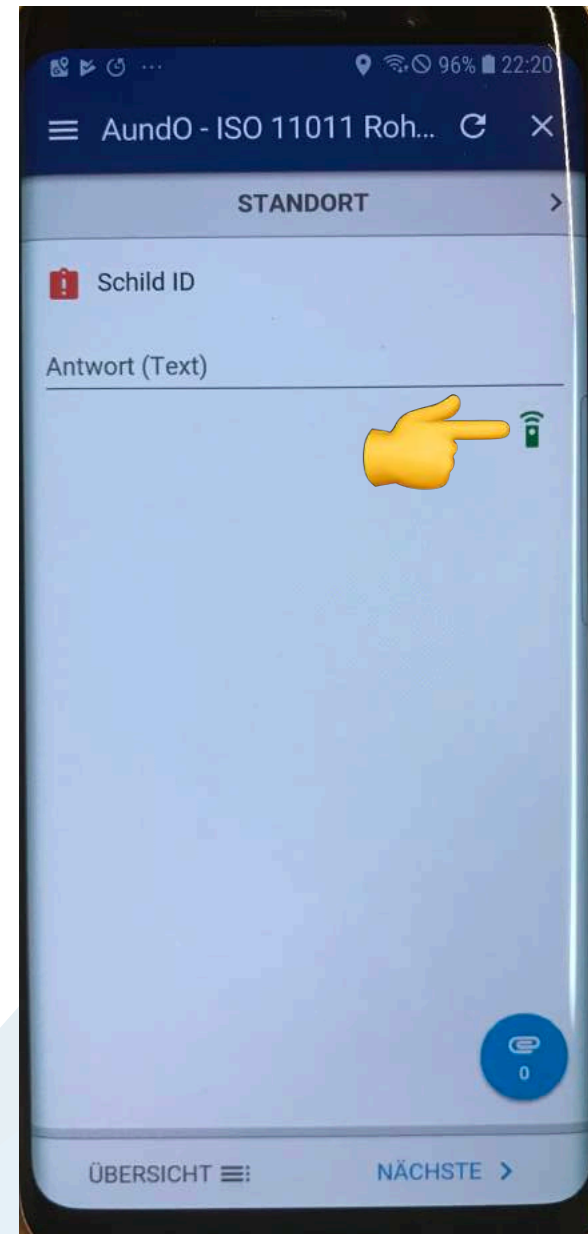 96% 22:20
AundO - ISO 11011 Roh...
STANDORT
Schild ID
Antwort (Text)
0
ÜBERSICHT
NÄCHSTE